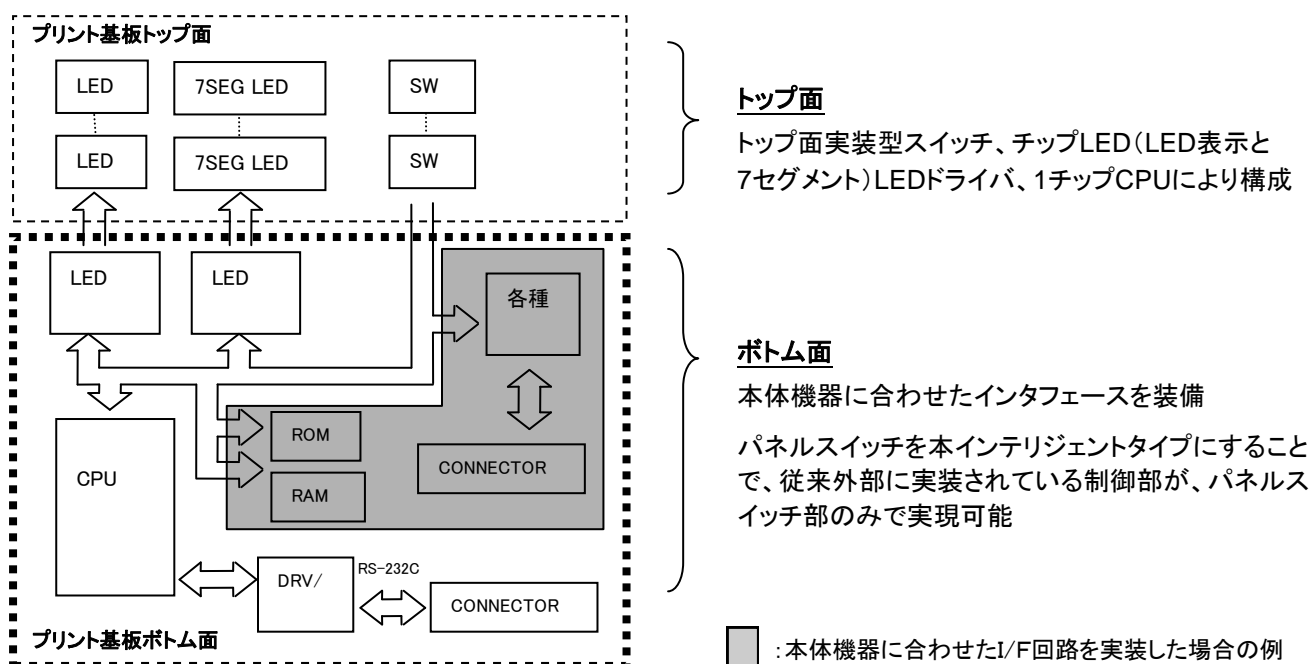 プリント基板トップ面
LED
7SEG LED
SW
LED
7SEG LED
SW
トップ面
トップ面実装型スイッチ、チップLED(LED表示と
7セグメント)LEDドライバ、1チップCPUにより構成
LED
LED
各種
ROM
RAM
CONNECTOR
CPU
DRV/
RS-232C
CONNECTOR
プリント基板ボトム面
ボトム面
本体機器に合わせたインタフェースを装備
パネルスイッチを本インテリジェントタイプにすること
で、従来外部に実装されている制御部が、パネルス
イッチ部のみで実現可能
:本体機器に合わせたI/F回路を実装した場合の例